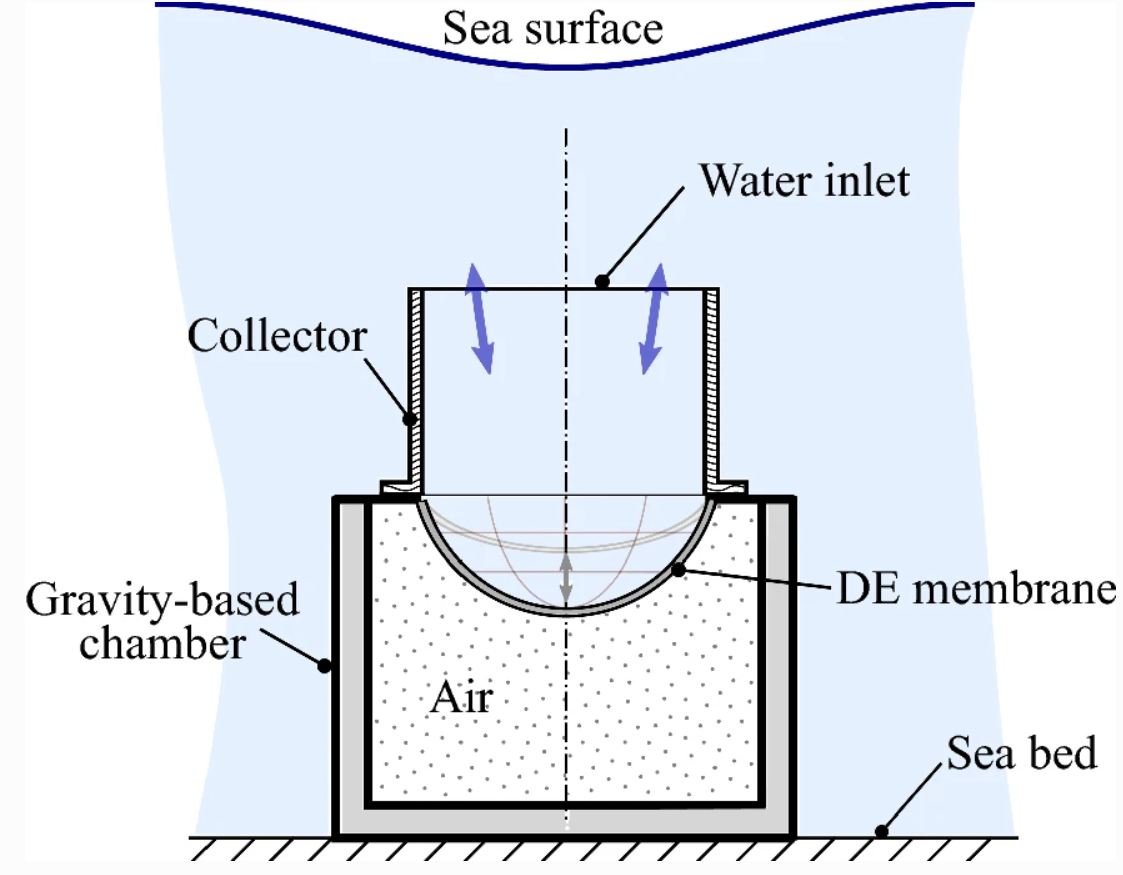 Sea surface
Water inlet
Collector
Gravity-based
chamber
DE membrane
Air
Sea bed